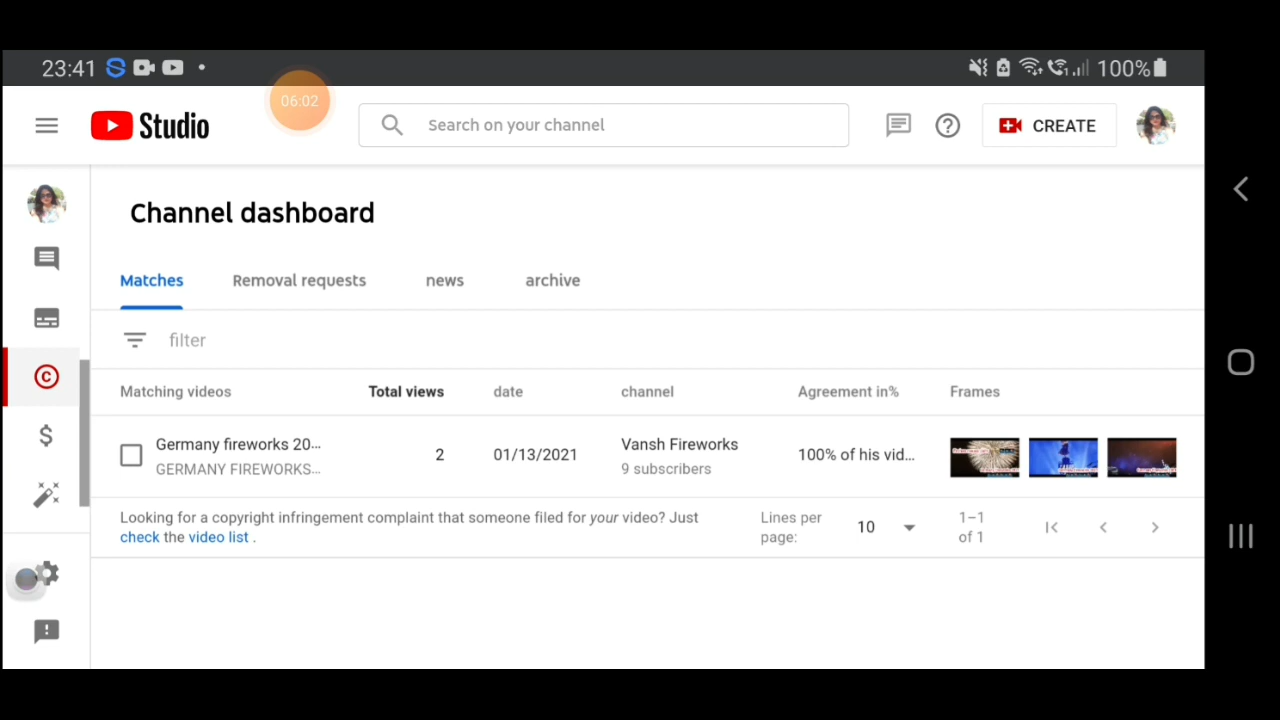 23:41 100%
06:02
Studio Search on your channel CREATE
Channel dashboard
Matches Removal requests news archive
filter
Matching videos Total views date channel Agreement in% Frames
Germany fireworks 20... 2 01/13/2021 Vansh Fireworks 100% of his vid...
GERMANY FIREWORKS... 9 subscribers
Looking for a copyright infringement complaint that someone filed for your video? Just
check the video list .
Lines per
page:
10
1–1
of 1